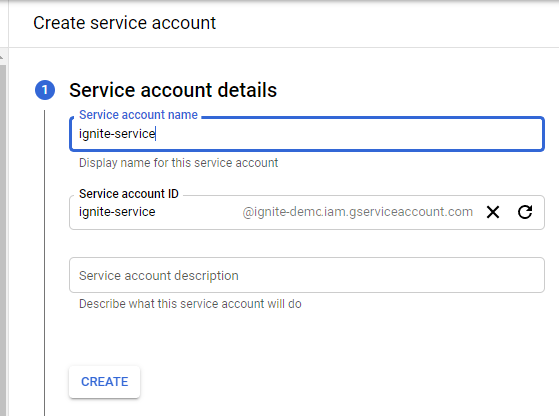 Create service account
1 Service account details
Service account name
ignite-service
Display name for this service account
Service account ID
ignite-service @ignite-demc.iam.gserviceaccount.com
Service account description
Describe what this service account will do
CREATE